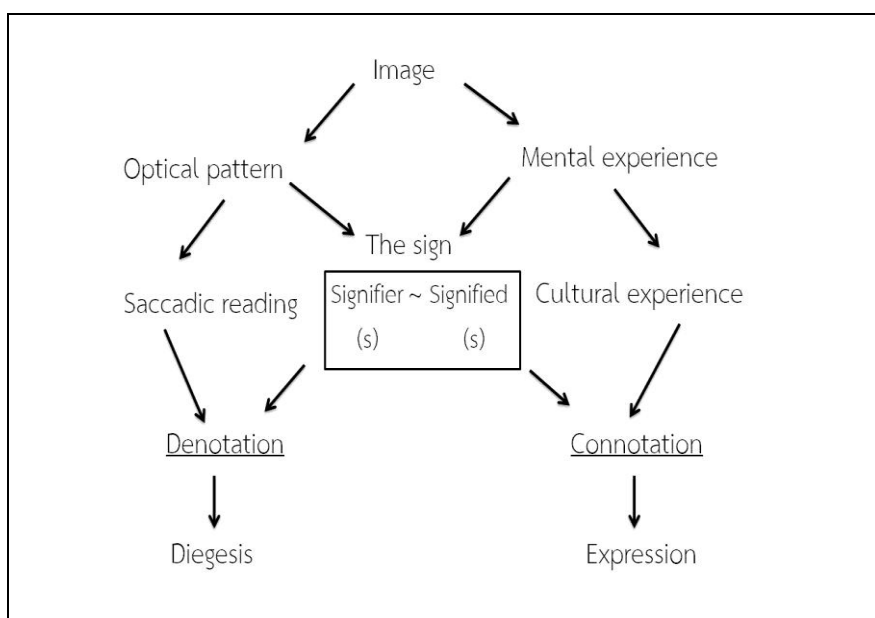 Image
Optical pattern
Mental experience
The sign
Saccadic reading
Signifier ~ Signified
(s) (s)
Cultural experience
Denotation
Connotation
Diegesis
Expression